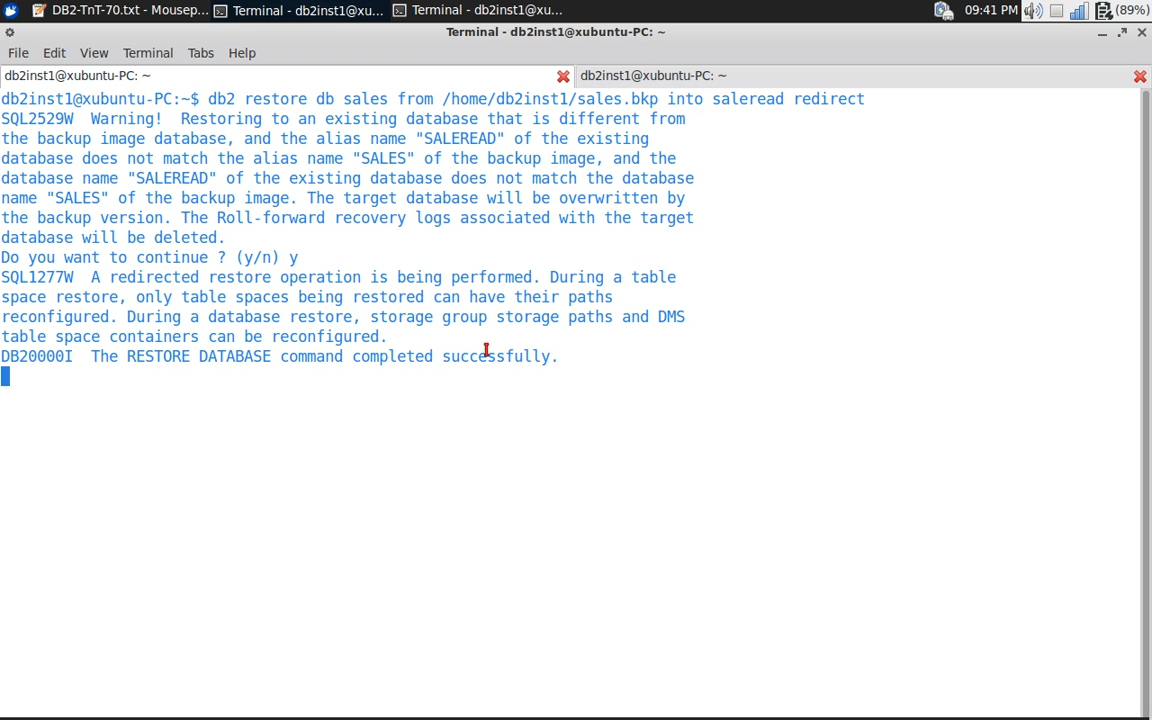 DB2-TnT-70.txt - Mousep...
Terminal - db2inst1@xu...
Terminal - db2inst1@xu...
09:41 PM
(89%)
Terminal - db2inst1@xubuntu-PC: ~
File Edit View Terminal Tabs Help
db2inst1@xubuntu-PC: ~
db2inst1@xubuntu-PC: ~
db2inst1@xubuntu-PC:~$ db2 restore db sales from /home/db2inst1/sales.bkp into saleread redirect
SQL2529W  Warning!  Restoring to an existing database that is different from
the backup image database, and the alias name "SALEREAD" of the existing
database does not match the alias name "SALES" of the backup image, and the
database name "SALEREAD" of the existing database does not match the database
name "SALES" of the backup image. The target database will be overwritten by
the backup version. The Roll-forward recovery logs associated with the target
database will be deleted.
Do you want to continue ? (y/n) y
SQL1277W  A redirected restore operation is being performed. During a table
space restore, only table spaces being restored can have their paths
reconfigured. During a database restore, storage group storage paths and DMS
table space containers can be reconfigured.
DB20000I  The RESTORE DATABASE command completed successfully.